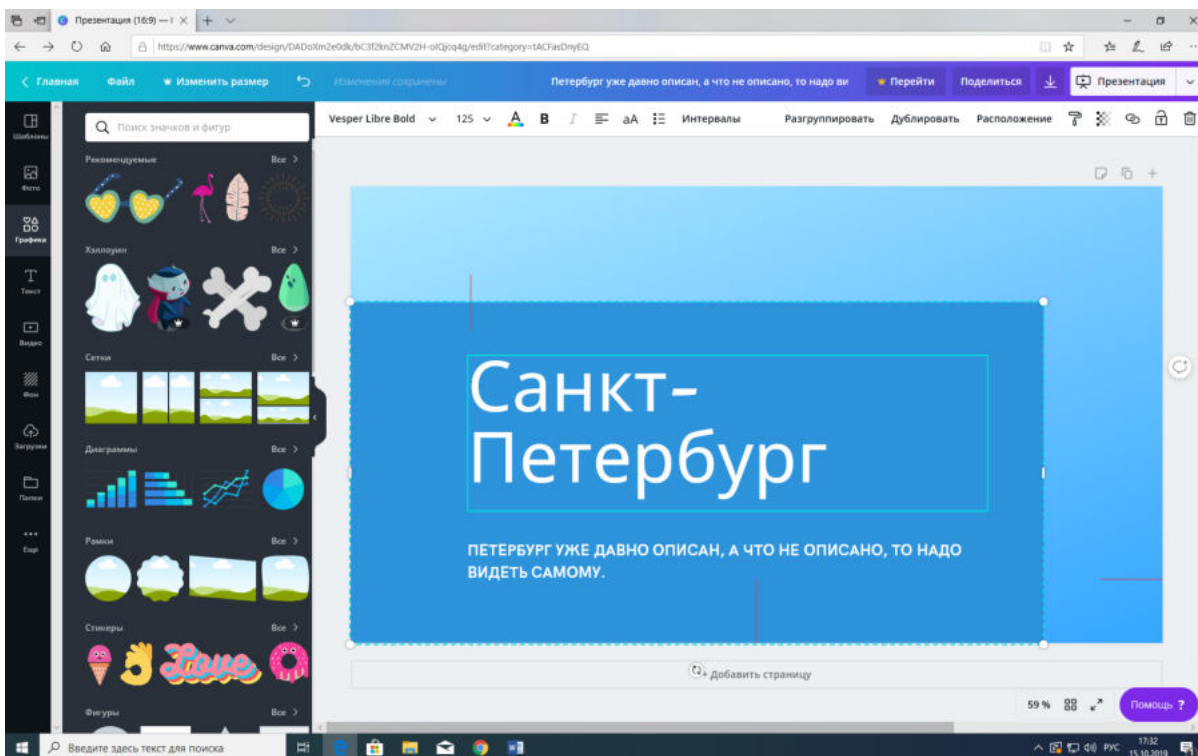 Презентация (16:9) — I
https://www.canva.com/design/DADoXm2e0dk/bC3f2knZCMV2H-oIQjcq4g/edit?category=tACFasDnyEQ
Главная Файл Изменить размер Изменения сохранены Петербург уже давно описан, а что не описано, то надо ви Перейти Поделиться Презентация
Vesper Libre Bold 125 A B I aA Интервалы Разгруппировать Дублировать Расположение
Шаблоны
Фото
Графика
Текст
Видео
Фон
Загрузки
Папки
Еще
Поиск значков и фигур
Рекомендуемые Все
Хэллоуин Все
Сетки Все
Диаграммы Все
Рамки Все
Стикеры Все
Love
Фигуры Все
Санкт-
Петербург
ПЕТЕРБУРГ УЖЕ ДАВНО ОПИСАН, А ЧТО НЕ ОПИСАНО, ТО НАДО
ВИДЕТЬ САМОМУ.
Добавить страницу
59 % Помощь ?
Введите здесь текст для поиска
РУС 17:32
15.10.2019